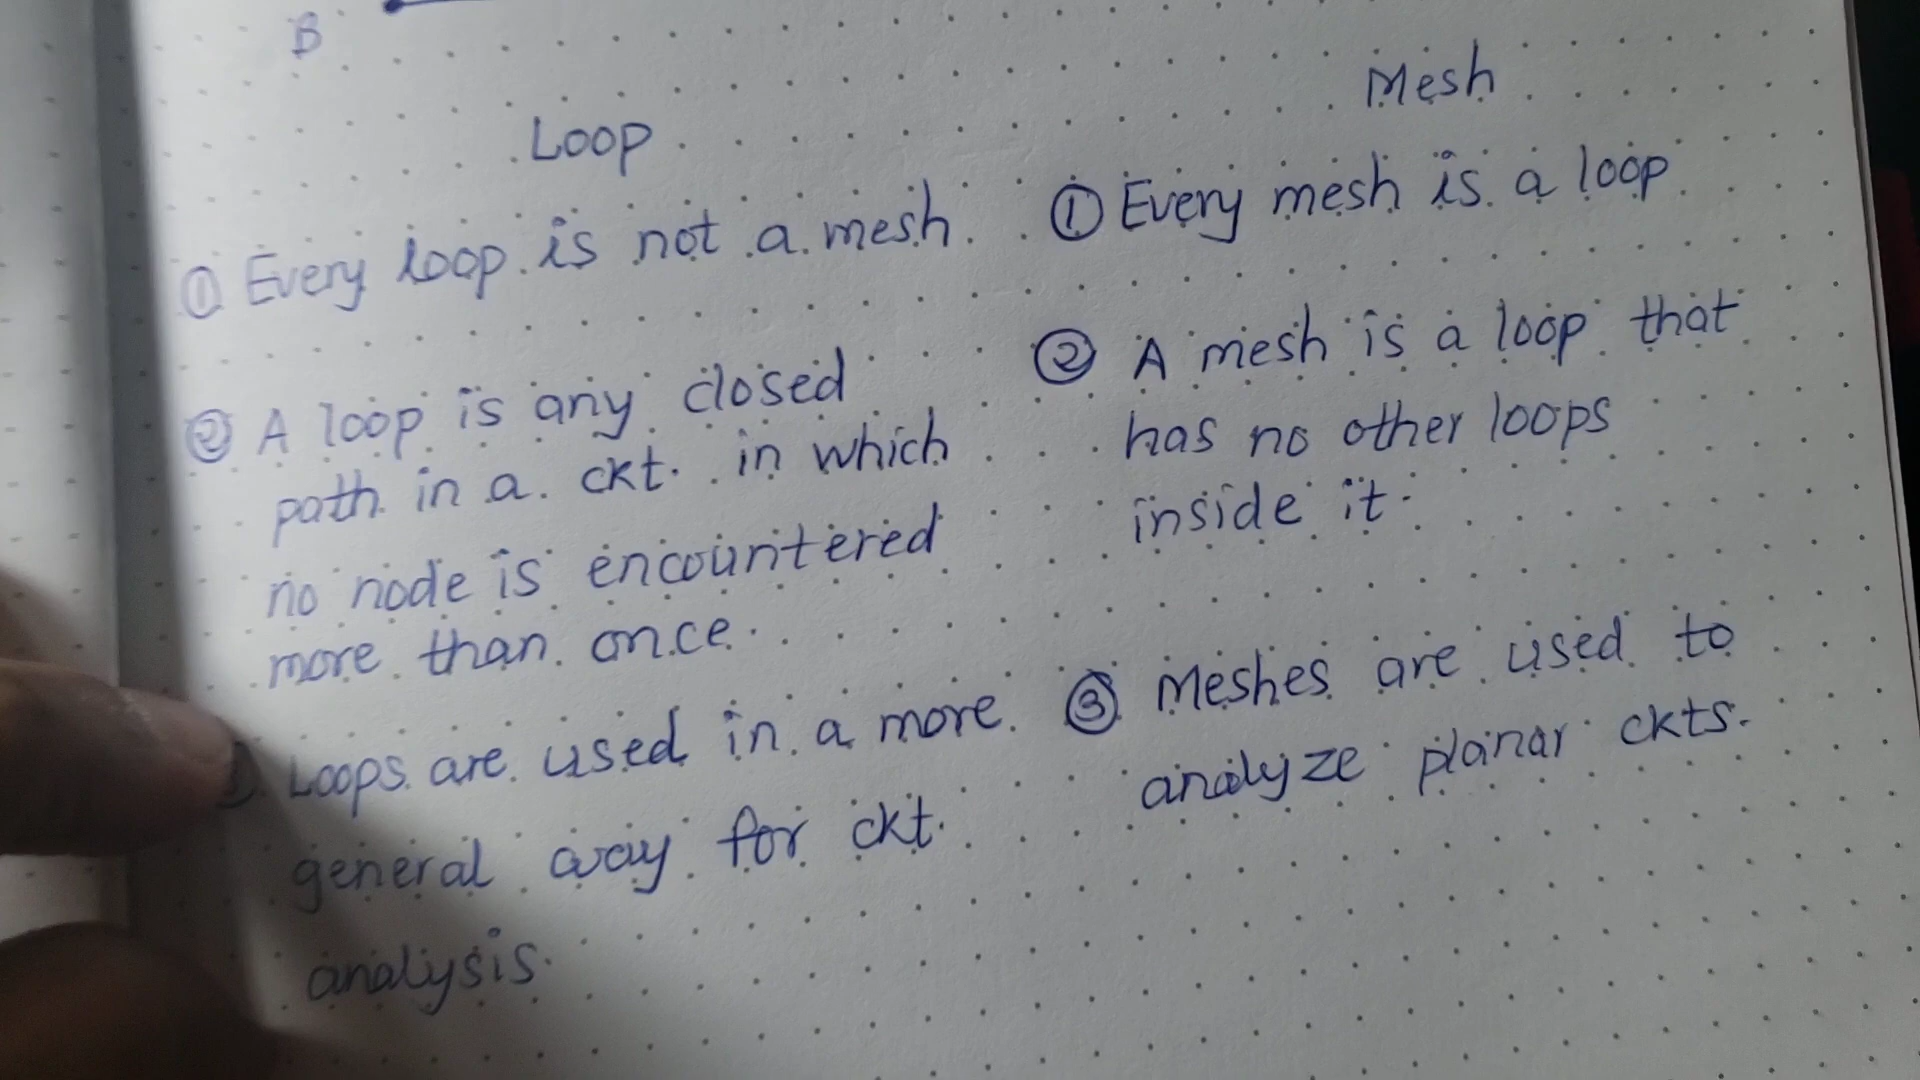 B
Loop
① Every loop is not a mesh.
② A loop is any closed
path in a ckt. in which
no node is encountered
more than once.
Loops are used in a more
general way for ckt.
analysis.
Mesh
① Every mesh is a loop
② A mesh is a loop that
has no other loops
inside it.
③ Meshes are used to
analyze planar ckts.